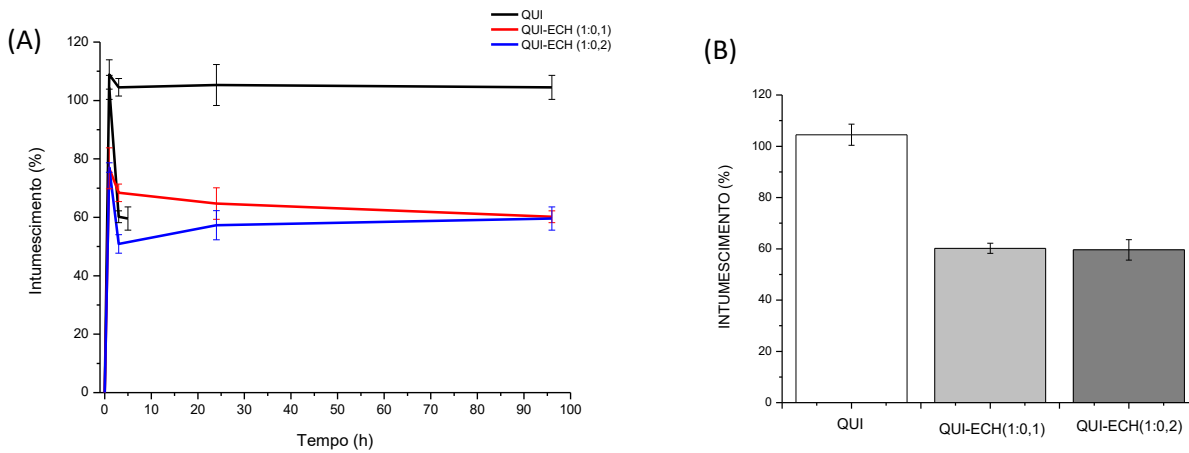 (A)
QUI
QUI-ECH (1:0,1)
QUI-ECH (1:0,2)
Intumescimento (%)
120
100
80
60
40
20
0
0 10 20 30 40 50 60 70 80 90 100
Tempo (h)
(B)
INTUMESCIMENTO (%)
120
100
80
60
40
20
0
QUI QUI-ECH(1:0,1) QUI-ECH(1:0,2)